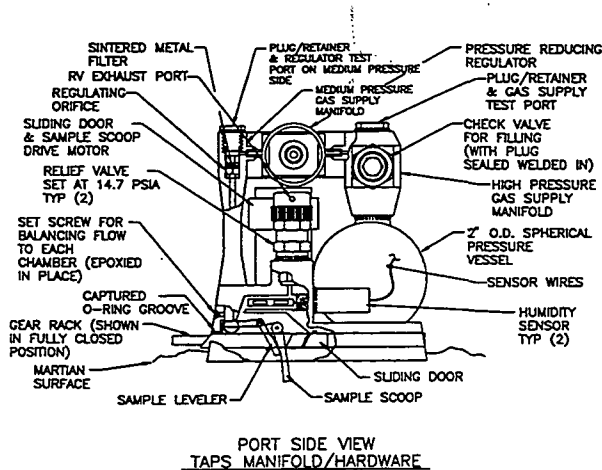 SINTERED METAL
FILTER
RV EXHAUST PORT
REGULATING
ORIFICE
SLIDING DOOR
& SAMPLE SCOOP
DRIVE MOTOR
RELIEF VALVE
SET AT 14.7 PSIA
TYP (2)
SET SCREW FOR
BALANCING FLOW
TO EACH
CHAMBER (EPOXIED
IN PLACE)
CAPTURED
O-RING GROOVE
GEAR RACK (SHOWN
IN FULLY CLOSED
POSITION)
MARTIAN
SURFACE
SAMPLE LEVELER
PLUG/RETAINER
& REGULATOR TEST
PORT ON MEDIUM PRESSURE
SIDE
MEDIUM PRESSURE
GAS SUPPLY
MANIFOLD
PRESSURE REDUCING
REGULATOR
PLUG/RETAINER
& GAS SUPPLY
TEST PORT
CHECK VALVE
FOR FILLING
(WITH PLUG
SEALED WELDED IN)
HIGH PRESSURE
GAS SUPPLY
MANIFOLD
2" O.D. SPHERICAL
PRESSURE
VESSEL
SENSOR WIRES
HUMIDITY
SENSOR
TYP (2)
SLIDING DOOR
SAMPLE SCOOP
PORT SIDE VIEW
TAPS MANIFOLD/HARDWARE